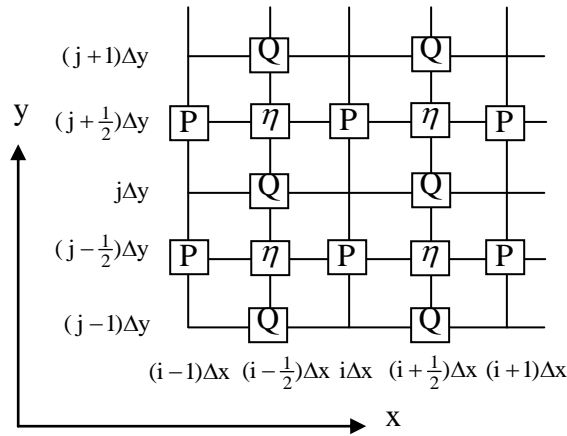 (j+1)Δy Q Q
y (j+1/2)Δy P η P η P
jΔy Q Q
(j−1/2)Δy P η P η P
(j−1)Δy Q Q
(i−1)Δx (i−1/2)Δx iΔx (i+1/2)Δx (i+1)Δx
x